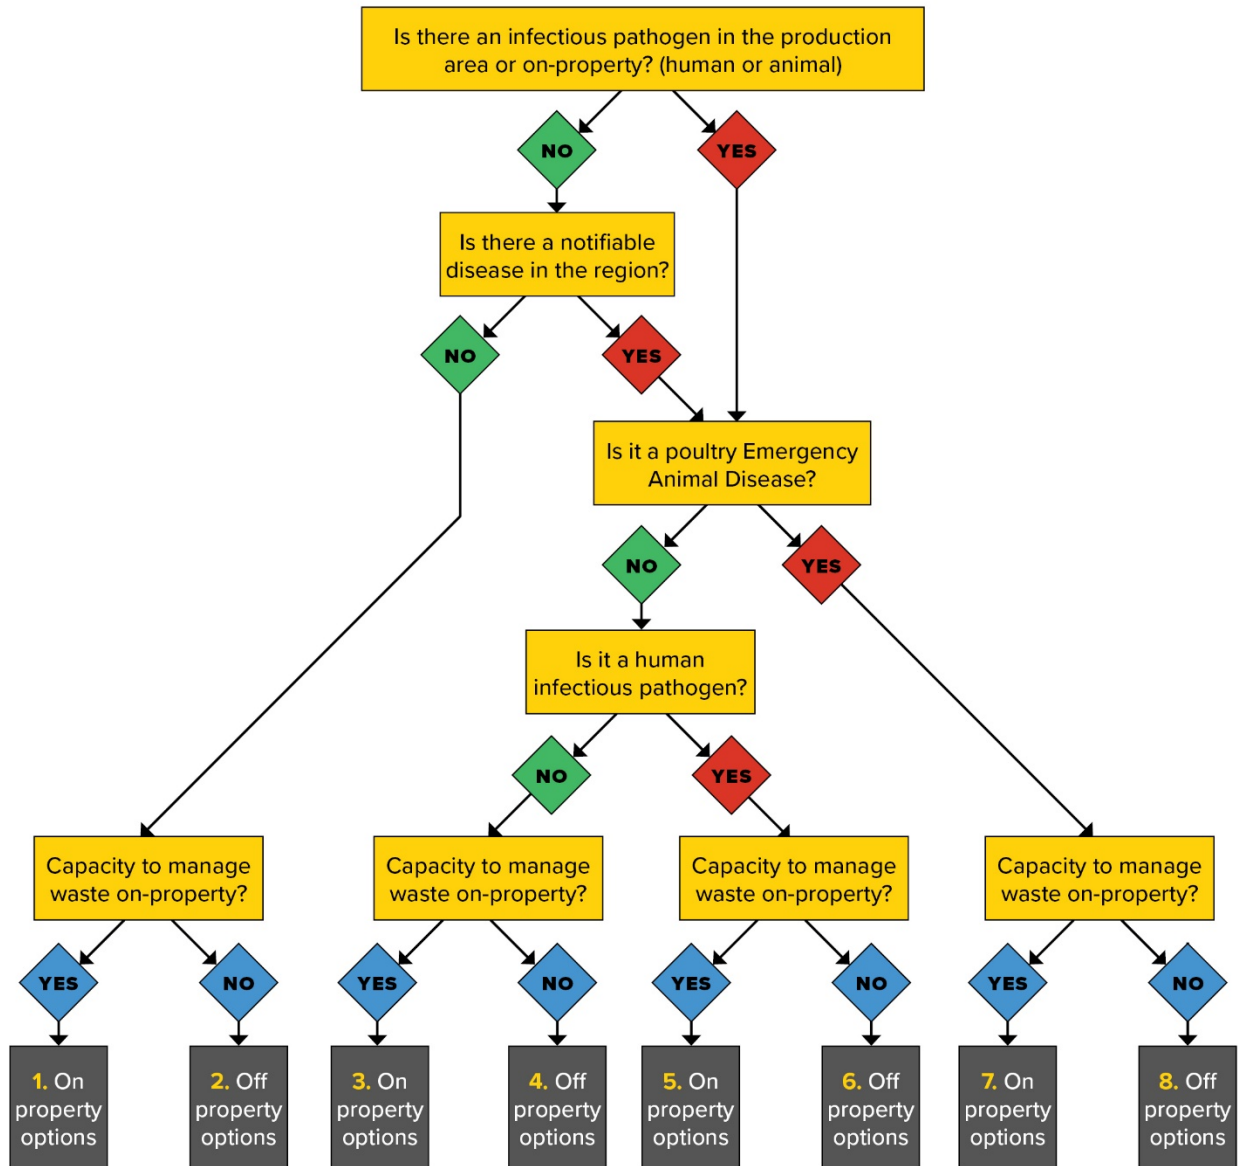 Is there an infectious pathogen in the production
area or on-property? (human or animal)
NO
YES
Is there a notifiable
disease in the region?
NO
YES
Is it a poultry Emergency
Animal Disease?
NO
YES
Is it a human
infectious pathogen?
NO
YES
Capacity to manage
waste on-property?
Capacity to manage
waste on-property?
Capacity to manage
waste on-property?
Capacity to manage
waste on-property?
YES
NO
YES
NO
YES
NO
YES
NO
1. On
property
options
2. Off
property
options
3. On
property
options
4. Off
property
options
5. On
property
options
6. Off
property
options
7. On
property
options
8. Off
property
options